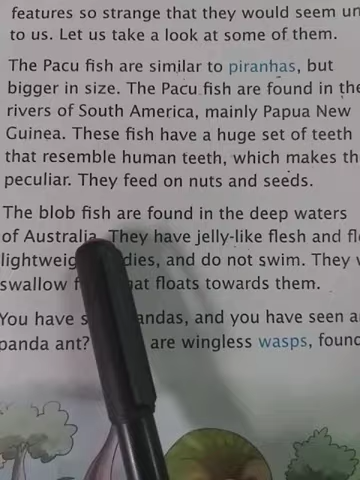 features so strange that they would seem un
to us. Let us take a look at some of them.
The Pacu fish are similar to piranhas, but
bigger in size. The Pacu fish are found in the
rivers of South America, mainly Papua New
Guinea. These fish have a huge set of teeth
that resemble human teeth, which makes th
peculiar. They feed on nuts and seeds.
The blob fish are found in the deep waters
of Australia. They have jelly-like flesh and fl
lightweig dies, and do not swim. They
swallow f hat floats towards them.
You have s andas, and you have seen a
panda ant? are wingless wasps, found